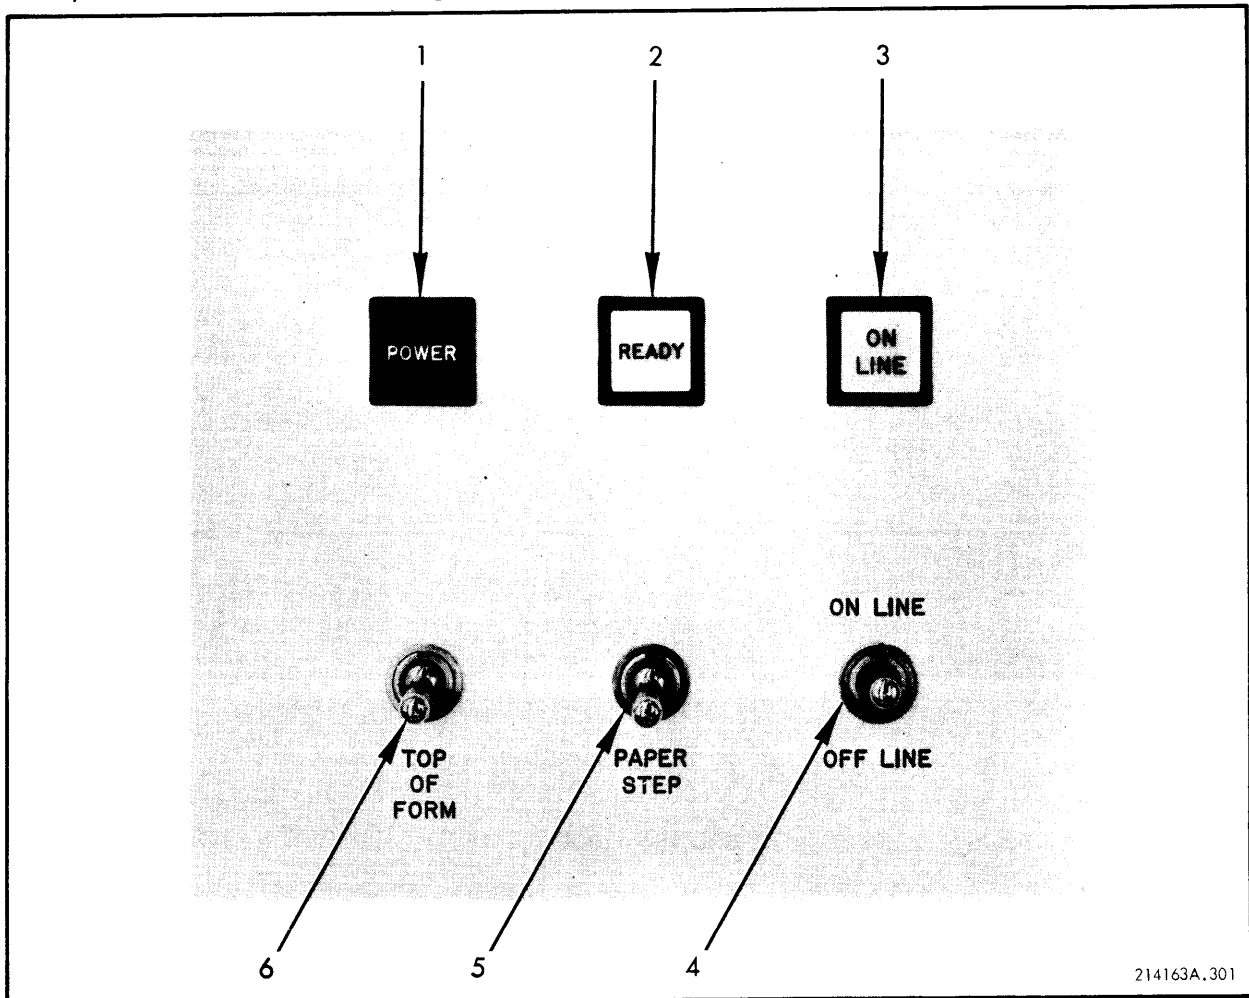 1 2 3
POWER
READY
ON
LINE
ON LINE
TOP
OF
FORM
PAPER
STEP
OFF LINE
6 5 4
214163A.301